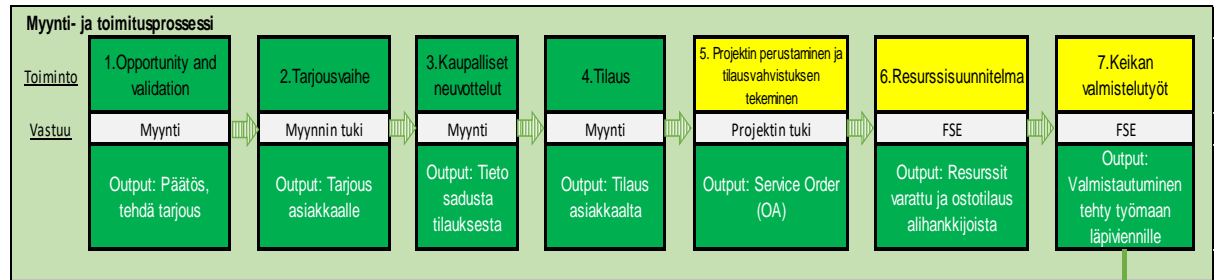 Myynti- ja toimitusprosessi
Toiminto
1.Opportunity and
validation
2.Tarjousvaihe
3.Kaupalliset
neuvottelut
4.Tilaus
5. Projektin perustaminen ja
tilausvahvistuksen
tekeminen
6.Resurssisuunnitelma
7.Keikan
valmistelutyöt
Vastuu
Myynti
Myynnin tuki
Myynti
Myynti
Projektin tuki
FSE
FSE
Output: Päätös,
tehdä tarjous
Output: Tarjous
asiakkaalle
Output: Tieto
sadusta
tilauksesta
Output: Tilaus
asiakkaalta
Output: Service Order
(OA)
Output: Resurssit
varattu ja ostotilaus
alihankkijoista
Output:
Valmistautuminen
tehty työmaan
läpiviennille